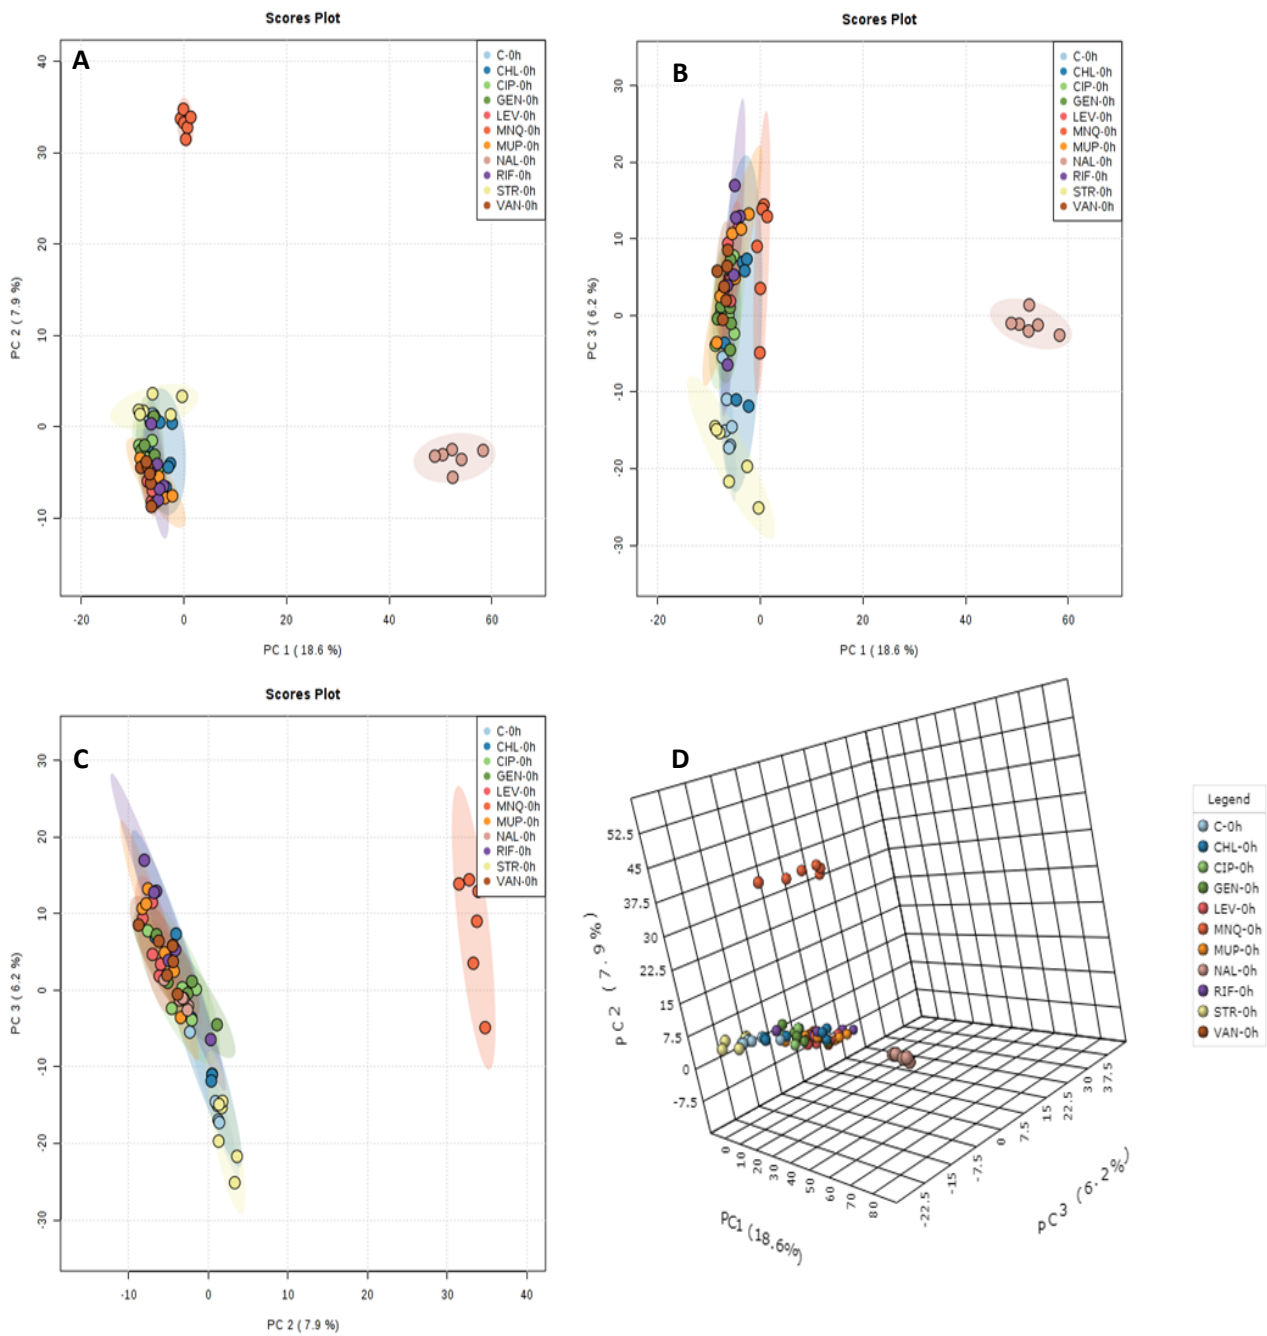 Scores Plot
A
C-0h
CHL-0h
CIP-0h
GEN-0h
LEV-0h
MNQ-0h
MUP-0h
NAL-0h
RIF-0h
STR-0h
VAN-0h
PC 2 ( 7.9 %)
40
30
20
10
0
-10
-20 0 20 40 60
PC 1 ( 18.6 %)
Scores Plot
B
C-0h
CHL-0h
CIP-0h
GEN-0h
LEV-0h
MNQ-0h
MUP-0h
NAL-0h
RIF-0h
STR-0h
VAN-0h
PC 3 ( 6.2 %)
30
20
10
0
-10
-20
-30
-20 0 20 40 60
PC 1 ( 18.6 %)
Scores Plot
C
C-0h
CHL-0h
CIP-0h
GEN-0h
LEV-0h
MNQ-0h
MUP-0h
NAL-0h
RIF-0h
STR-0h
VAN-0h
PC 3 ( 6.2 %)
30
20
10
0
-10
-20
-30
-10 0 10 20 30 40
PC 2 ( 7.9 %)
D
PC2 (7.9%)
52.5
45
37.5
30
22.5
15
7.5
0
-7.5
0 10 20 30 40 50 60 70 80
PC1 (18.6%)
-22.5 -15 -7.5 0 7.5 15 22.5 30 37.5
PC3 (6.2%)
Legend
C-0h
CHL-0h
CIP-0h
GEN-0h
LEV-0h
MNQ-0h
MUP-0h
NAL-0h
RIF-0h
STR-0h
VAN-0h